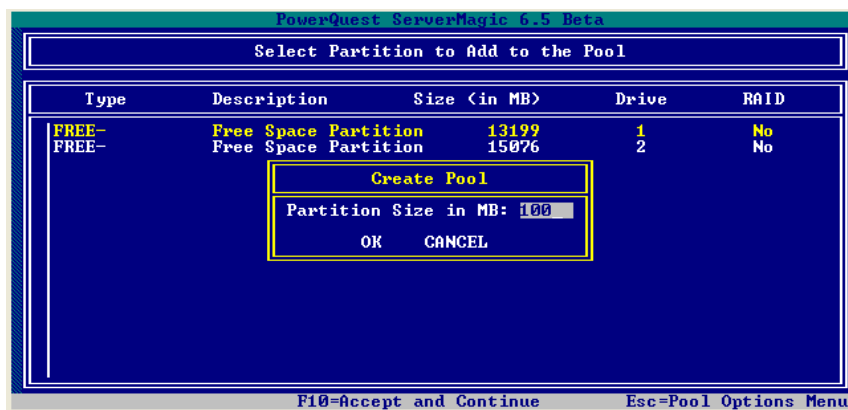 PowerQuest ServerMagic 6.5 Beta
Select Partition to Add to the Pool
Type Description Size (in MB) Drive RAID
FREE- Free Space Partition 13199 1 No
FREE- Free Space Partition 15076 2 No
Create Pool
Partition Size in MB: 100_
OK CANCEL
F10=Accept and Continue Esc=Pool Options Menu